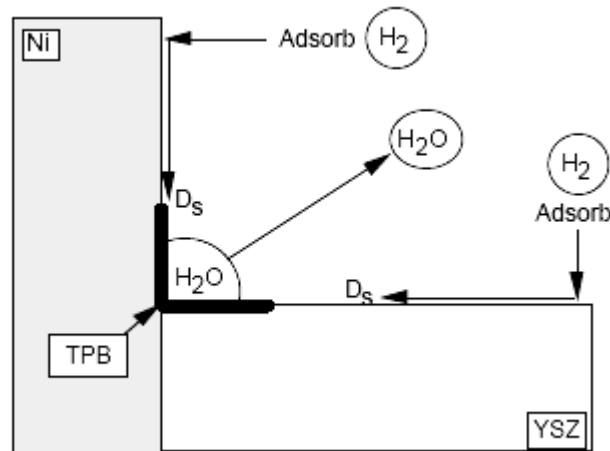 Ni
Adsorb H₂
H₂O
H₂
Adsorb
Dₛ
H₂O
Dₛ
TPB
YSZ